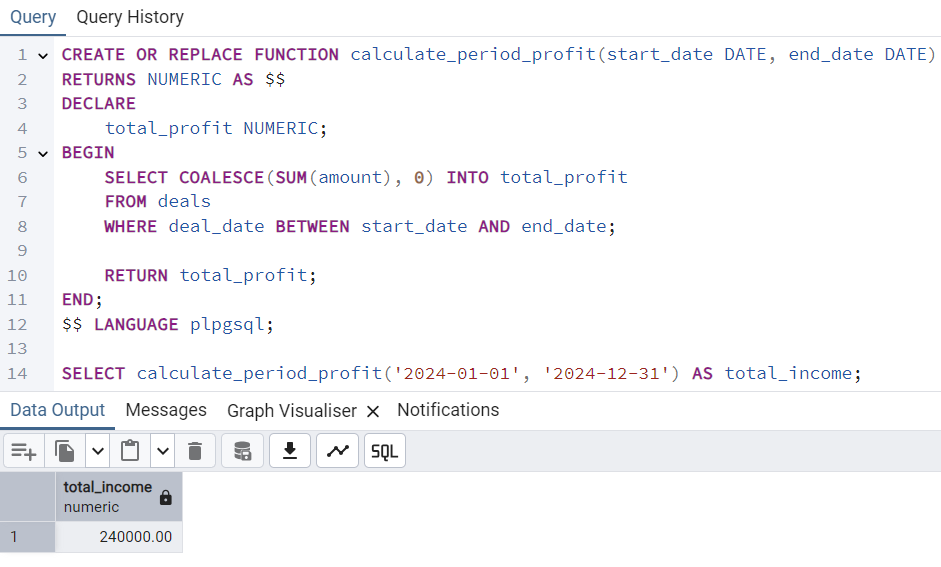 Query Query History
1 CREATE OR REPLACE FUNCTION calculate_period_profit(start_date DATE, end_date DATE)
2 RETURNS NUMERIC AS $$
3 DECLARE
4     total_profit NUMERIC;
5 BEGIN
6     SELECT COALESCE(SUM(amount), 0) INTO total_profit
7     FROM deals
8     WHERE deal_date BETWEEN start_date AND end_date;
9
10     RETURN total_profit;
11 END;
12 $$ LANGUAGE plpgsql;
13
14 SELECT calculate_period_profit('2024-01-01', '2024-12-31') AS total_income;
Data Output Messages Graph Visualiser Notifications
SQL
total_income
numeric
1 240000.00